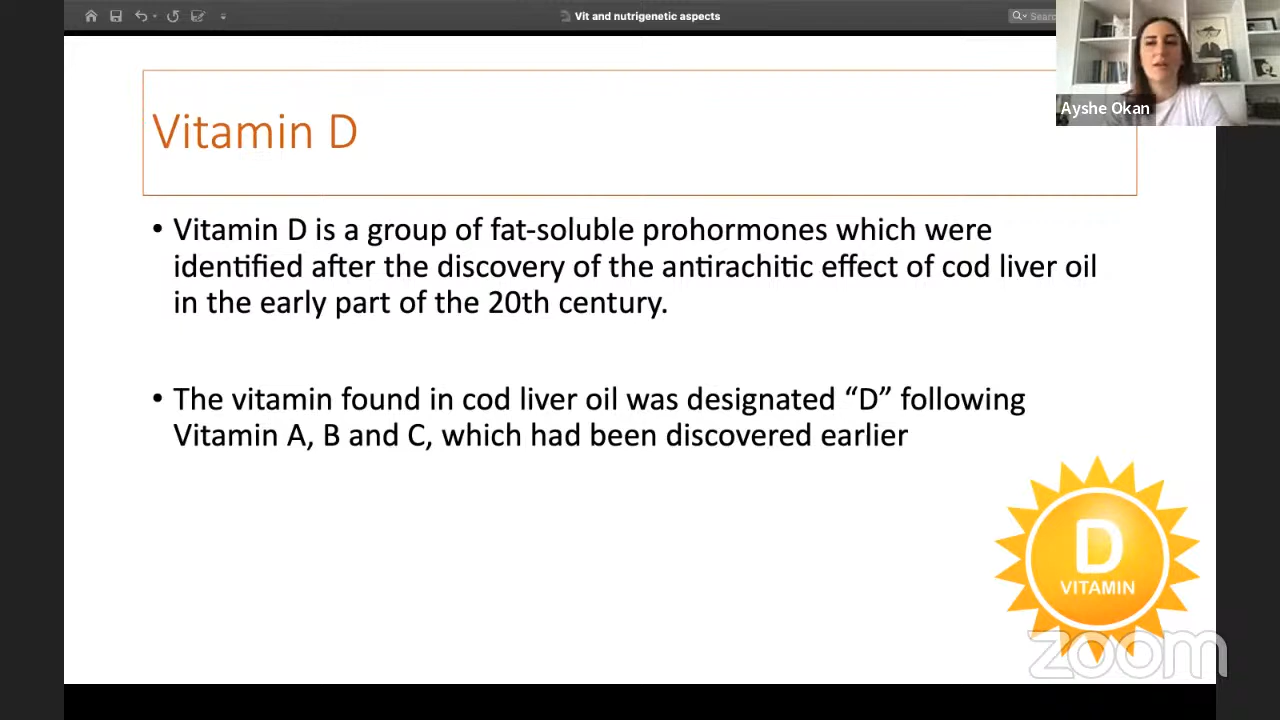 Vit and nutrigenetic aspects
Ayshe Okan
Vitamin D
• Vitamin D is a group of fat-soluble prohormones which were
identified after the discovery of the antirachitic effect of cod liver oil
in the early part of the 20th century.
• The vitamin found in cod liver oil was designated “D” following
Vitamin A, B and C, which had been discovered earlier
D
VITAMIN
zoom